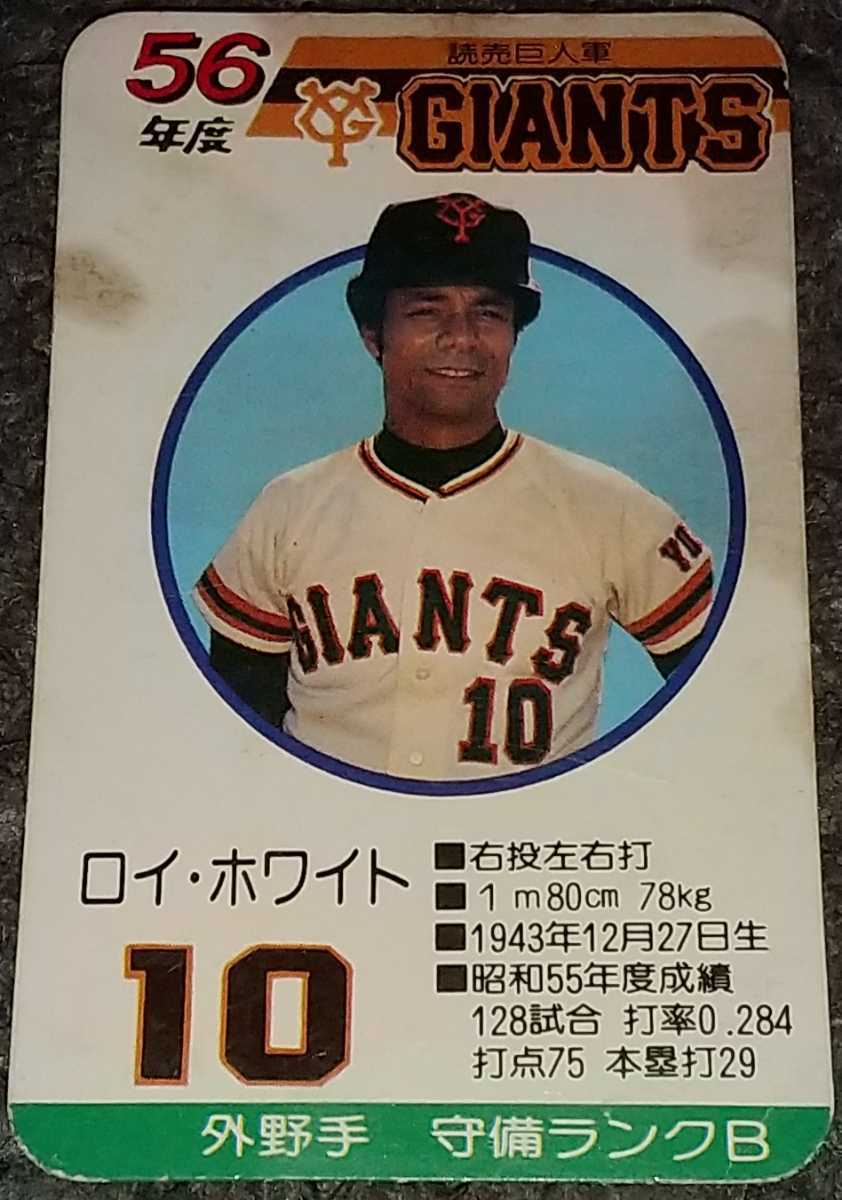 56
年度
読売巨人軍
YG GIANTS
YG
YO
GIANTS
10
ロイ・ホワイト
10
■右投左右打
■1m80cm 78kg
■1943年12月27日生
■昭和55年度成績
128試合 打率0.284
打点75 本塁打29
外野手 守備ランクB